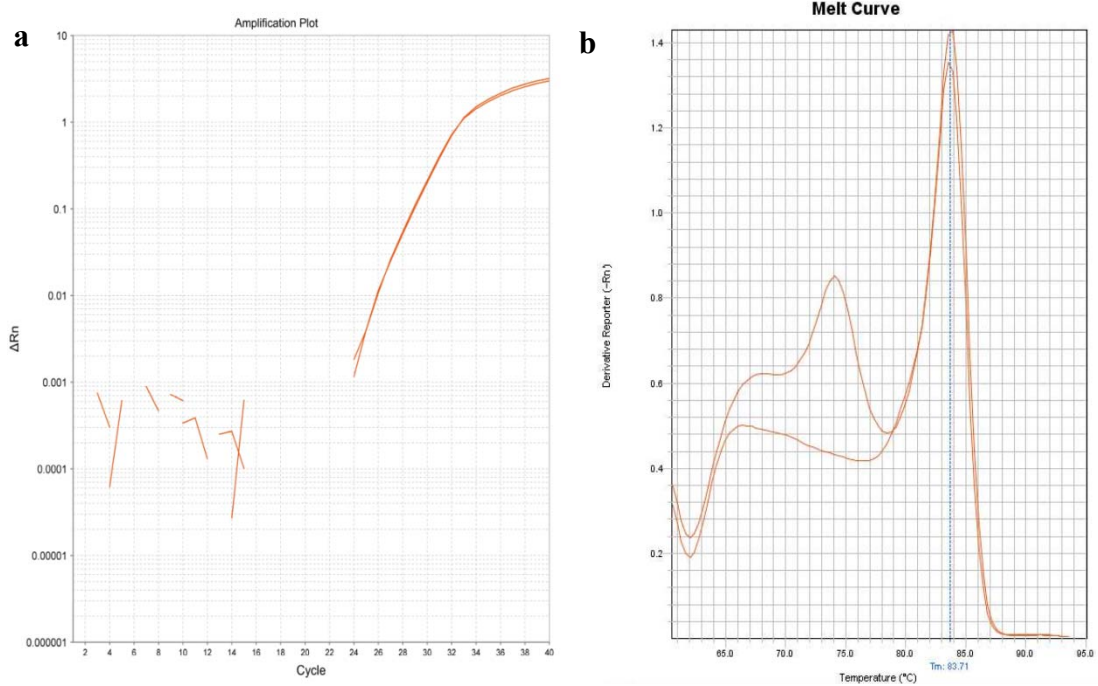 a
Amplification Plot
10
1
0.1
0.01
0.001
0.0001
0.00001
0.000001
ΔRn
2 4 6 8 10 12 14 16 18 20 22 24 26 28 30 32 34 36 38 40
Cycle
b
Melt Curve
1.4
1.2
1.0
0.8
0.6
0.4
0.2
Derivative Reporter (-Rn')
65.0 70.0 75.0 80.0 85.0 90.0 95.0
Tm: 83.71
Temperature (°C)